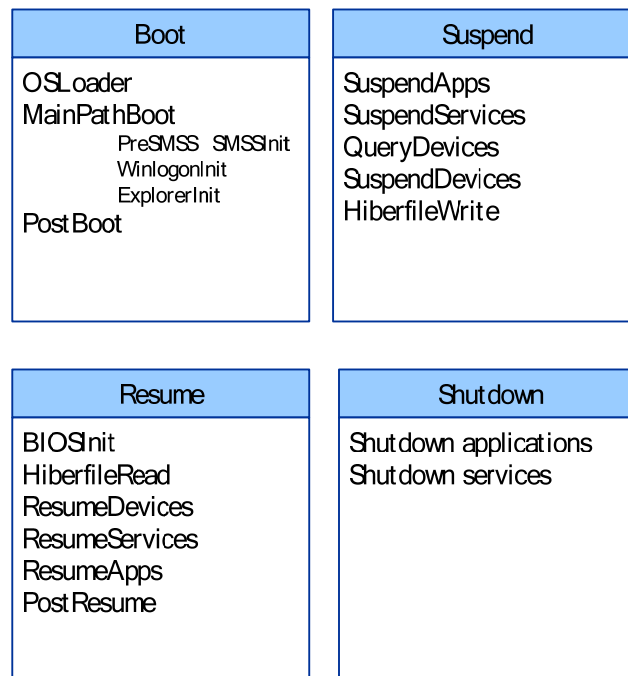 Boot
OSLoader
MainPathBoot
PreSMSS SMSSInit
WinlogonInit
ExplorerInit
PostBoot
Suspend
SuspendApps
SuspendServices
QueryDevices
SuspendDevices
HiberfileWrite
Resume
BIOSInit
HiberfileRead
ResumeDevices
ResumeServices
ResumeApps
PostResume
Shutdown
Shutdown applications
Shutdown services